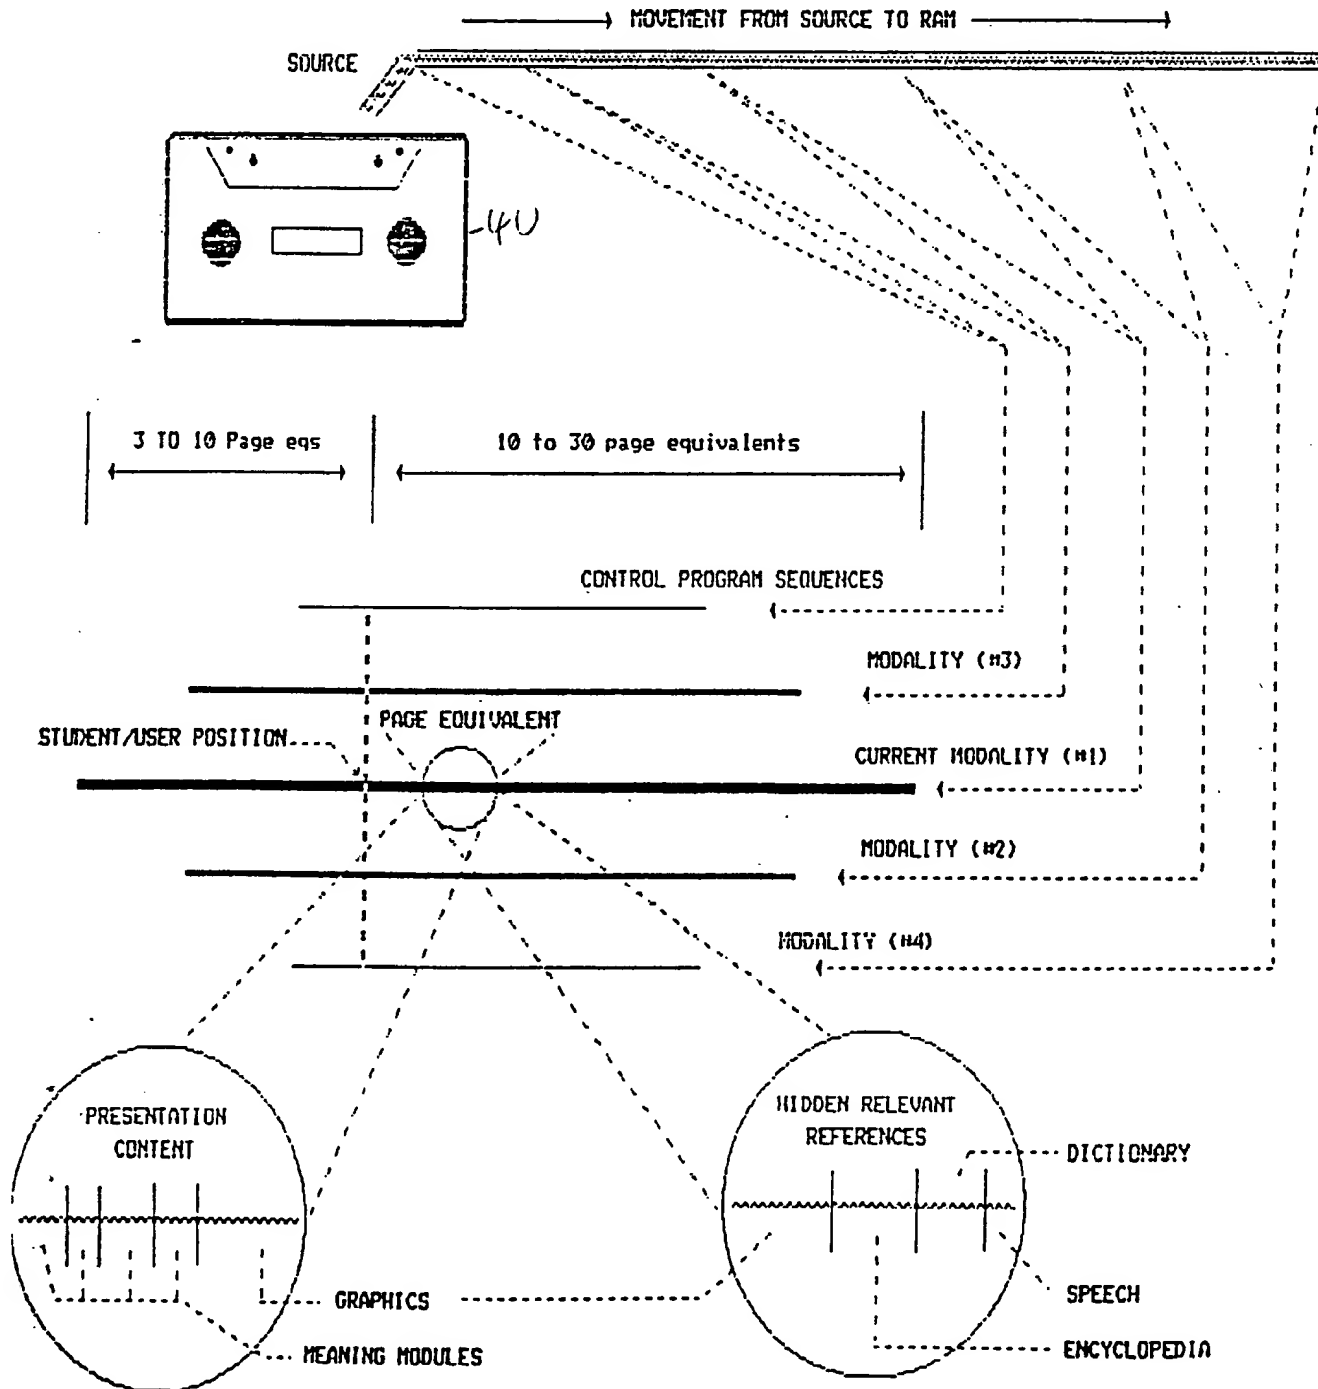 MOVEMENT FROM SOURCE TO RAM
SOURCE
40
3 TO 10 Page eqs
10 to 30 page equivalents
CONTROL PROGRAM SEQUENCES
MODALITY (#3)
PAGE EQUIVALENT
STUDENT/USER POSITION
CURRENT MODALITY (#1)
MODALITY (#2)
MODALITY (#4)
PRESENTATION
CONTENT
HIDDEN RELEVANT
REFERENCES
DICTIONARY
GRAPHICS
SPEECH
MEANING MODULES
ENCYCLOPEDIA